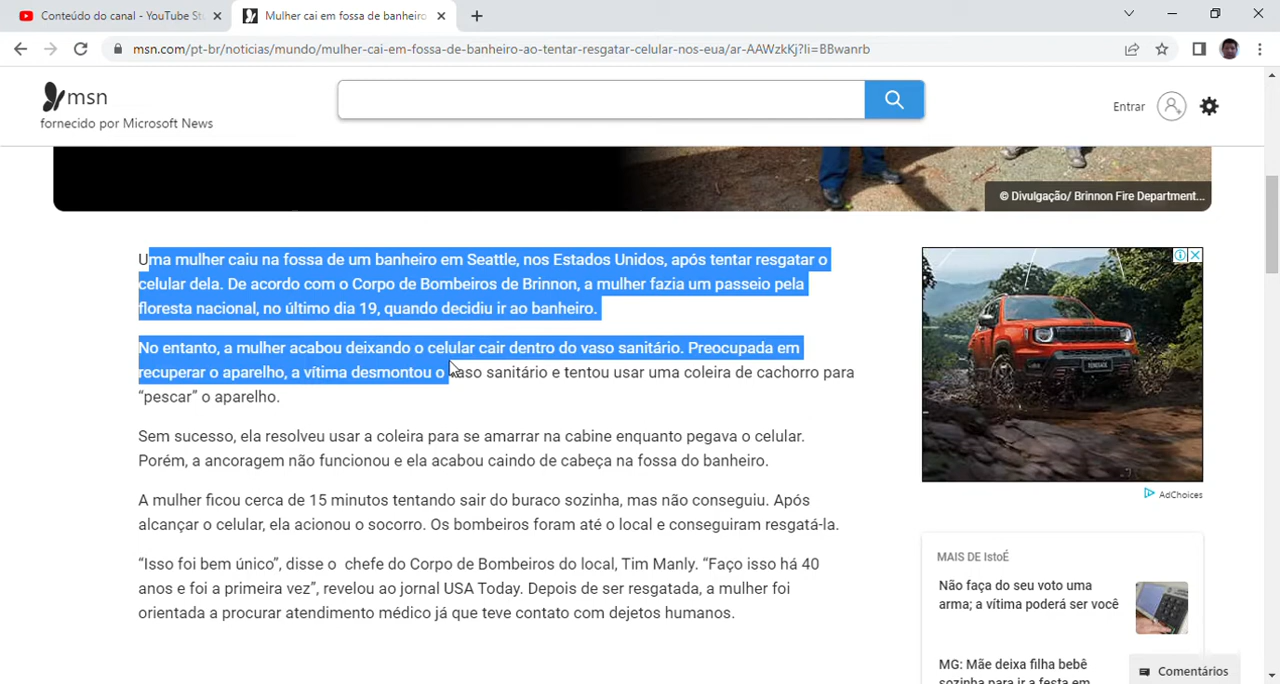 Conteúdo do canal - YouTube St
Mulher cai em fossa de banheiro
msn.com/pt-br/noticias/mundo/mulher-cai-em-fossa-de-banheiro-ao-tentar-resgatar-celular-nos-eua/ar-AAWzkKj?li=BBwanrb
msn
fornecido por Microsoft News
Entrar
© Divulgação/ Brinnon Fire Department...
Uma mulher caiu na fossa de um banheiro em Seattle, nos Estados Unidos, após tentar resgatar o
celular dela. De acordo com o Corpo de Bombeiros de Brinnon, a mulher fazia um passeio pela
floresta nacional, no último dia 19, quando decidiu ir ao banheiro.
No entanto, a mulher acabou deixando o celular cair dentro do vaso sanitário. Preocupada em
recuperar o aparelho, a vítima desmontou o vaso sanitário e tentou usar uma coleira de cachorro para
“pescar” o aparelho.
Sem sucesso, ela resolveu usar a coleira para se amarrar na cabine enquanto pegava o celular.
Porém, a ancoragem não funcionou e ela acabou caindo de cabeça na fossa do banheiro.
A mulher ficou cerca de 15 minutos tentando sair do buraco sozinha, mas não conseguiu. Após
alcançar o celular, ela acionou o socorro. Os bombeiros foram até o local e conseguiram resgatá-la.
“Isso foi bem único”, disse o chefe do Corpo de Bombeiros do local, Tim Manly. “Faço isso há 40
anos e foi a primeira vez”, revelou ao jornal USA Today. Depois de ser resgatada, a mulher foi
orientada a procurar atendimento médico já que teve contato com dejetos humanos.
AdChoices
MAIS DE IstoÉ
Não faça do seu voto uma
arma; a vítima poderá ser você
MG: Mãe deixa filha bebê
sozinha para ir a festa em
Comentários